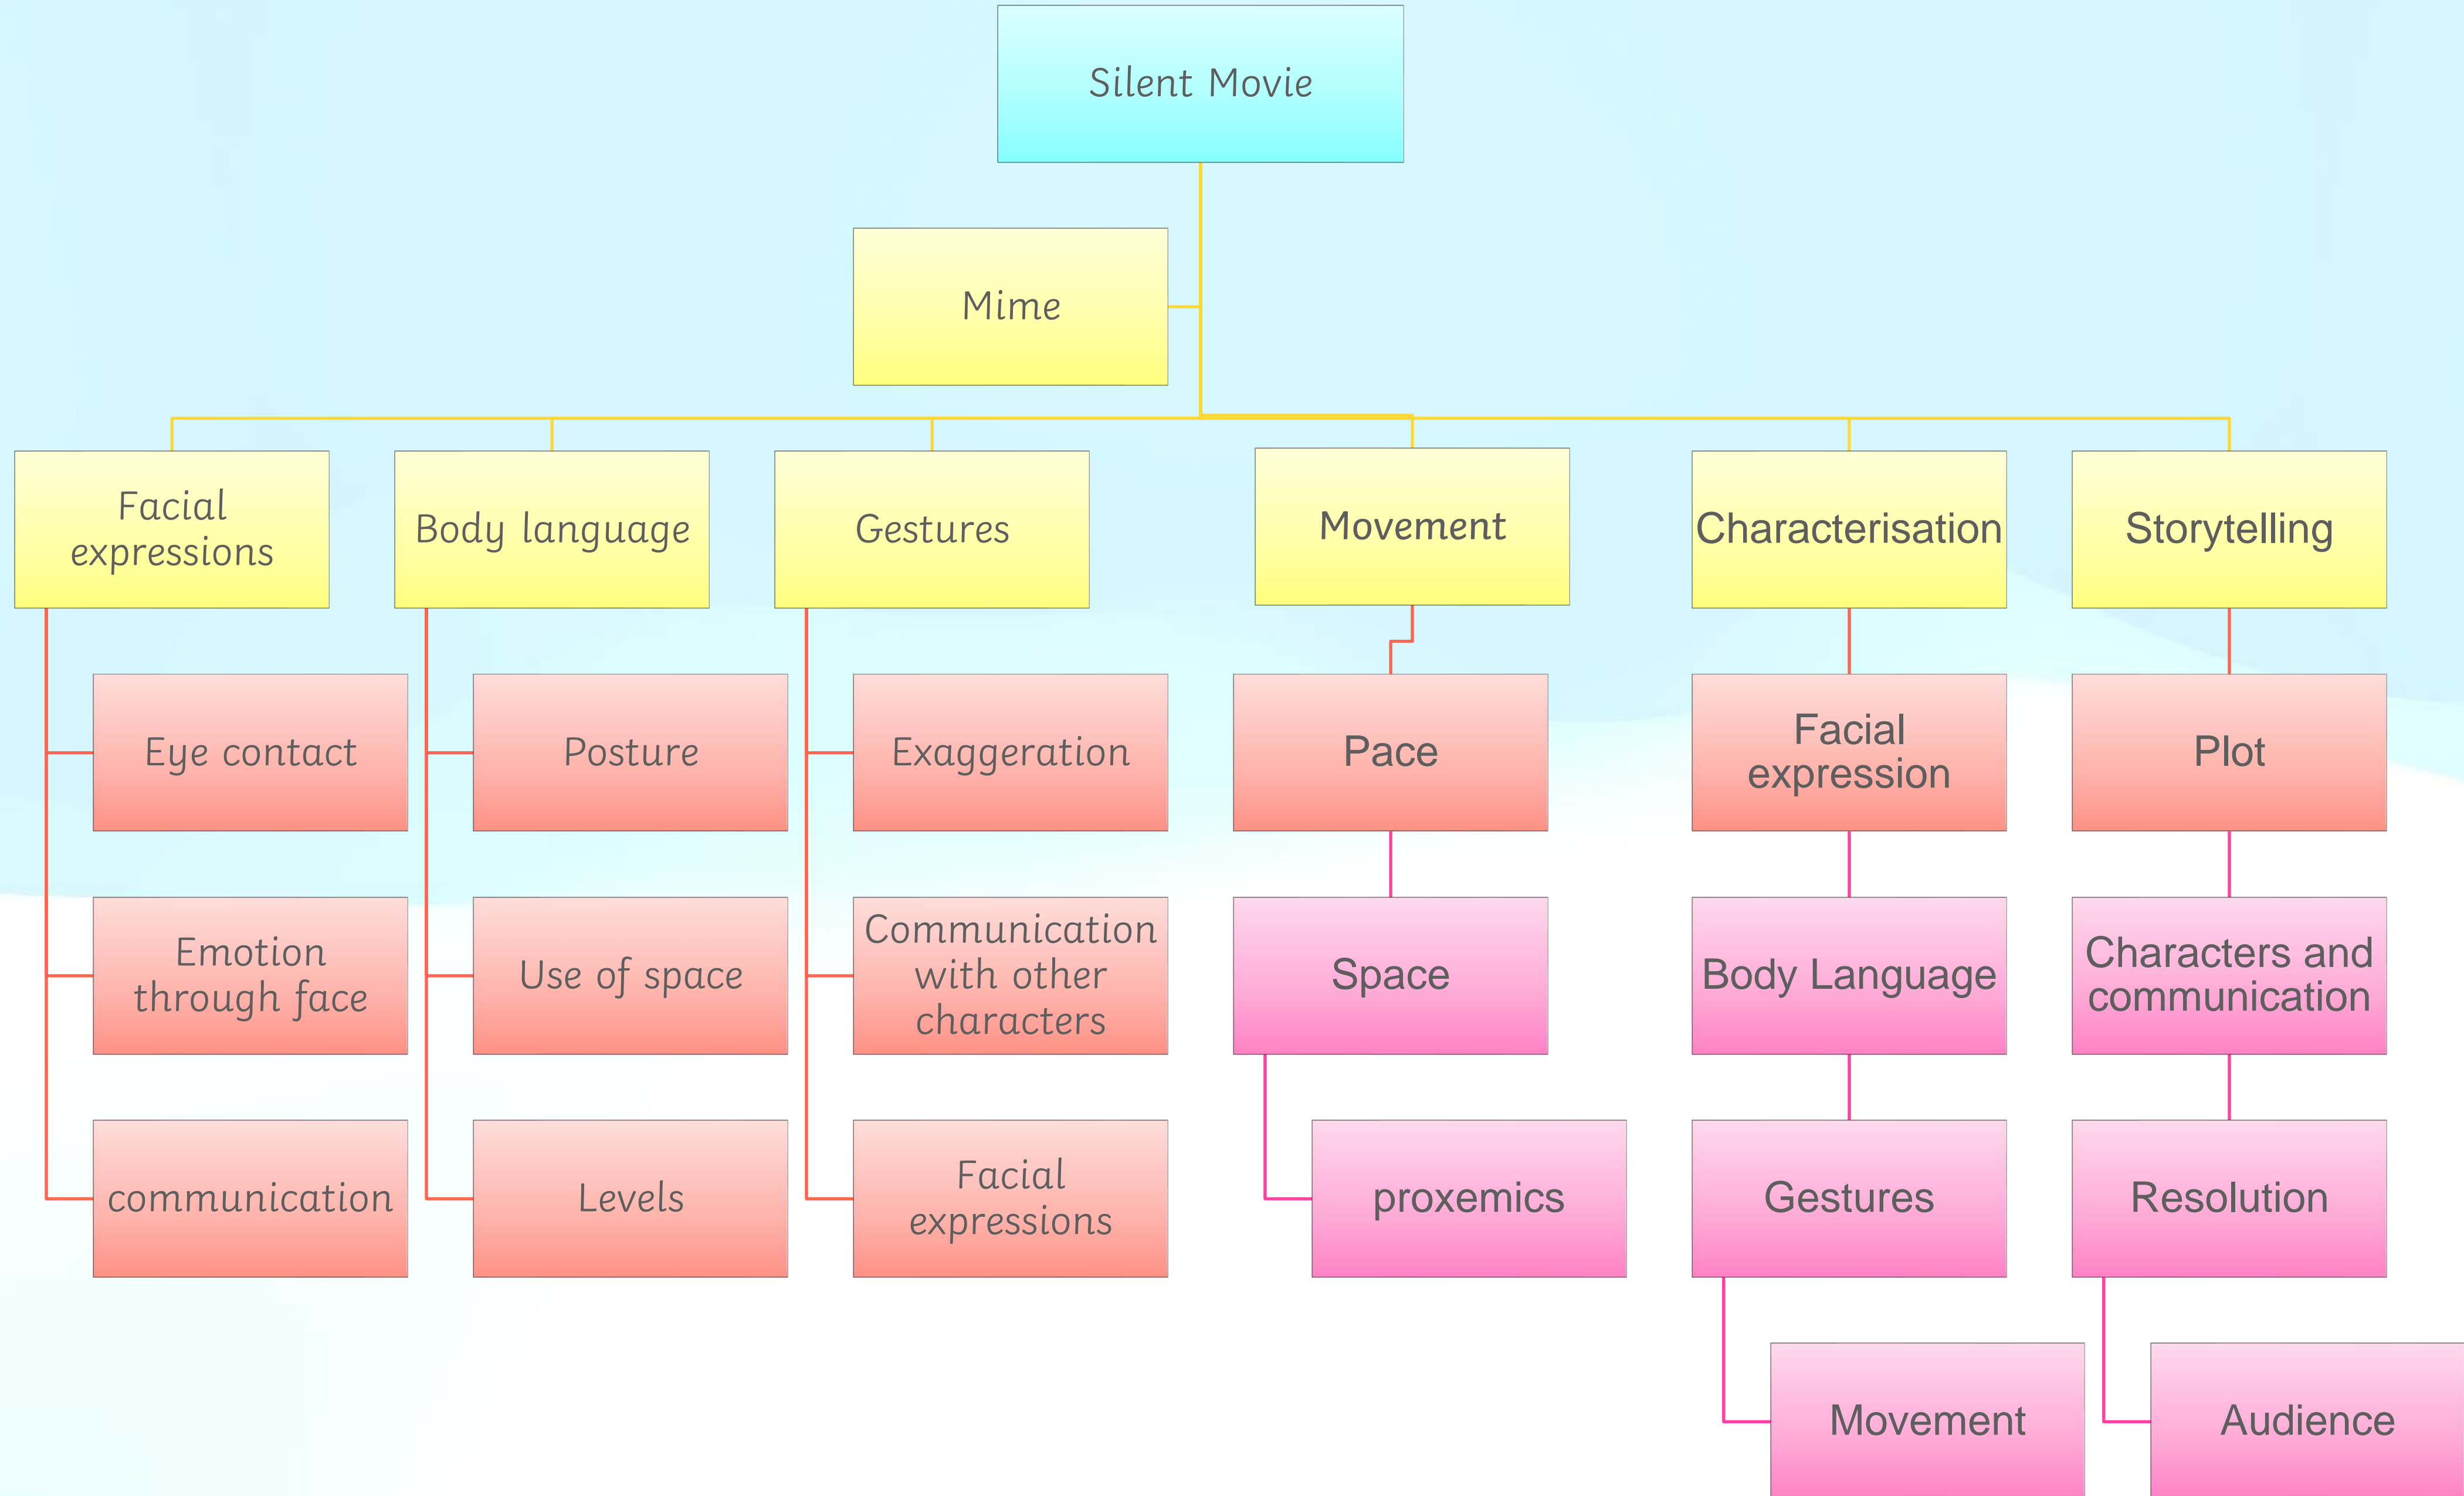 Silent Movie
Mime
Facial
expressions
Body language
Gestures
Movement
Characterisation
Storytelling
Eye contact
Posture
Exaggeration
Pace
Facial
expression
Plot
Emotion
through face
Use of space
Communication
with other
characters
Space
Body Language
Characters and
communication
communication
Levels
Facial
expressions
proxemics
Gestures
Resolution
Movement
Audience